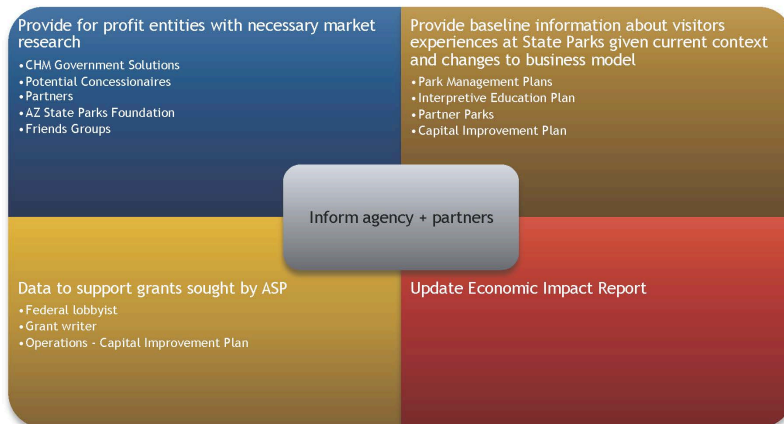 Provide for profit entities with necessary market
research
•CHM Government Solutions
•Potential Concessionaires
•Partners
•AZ State Parks Foundation
•Friends Groups
Provide baseline information about visitors
experiences at State Parks given current context
and changes to business model
•Park Management Plans
•Interpretive Education Plan
•Partner Parks
•Capital Improvement Plan
Inform agency + partners
Data to support grants sought by ASP
•Federal lobbyist
•Grant writer
•Operations - Capital Improvement Plan
Update Economic Impact Report